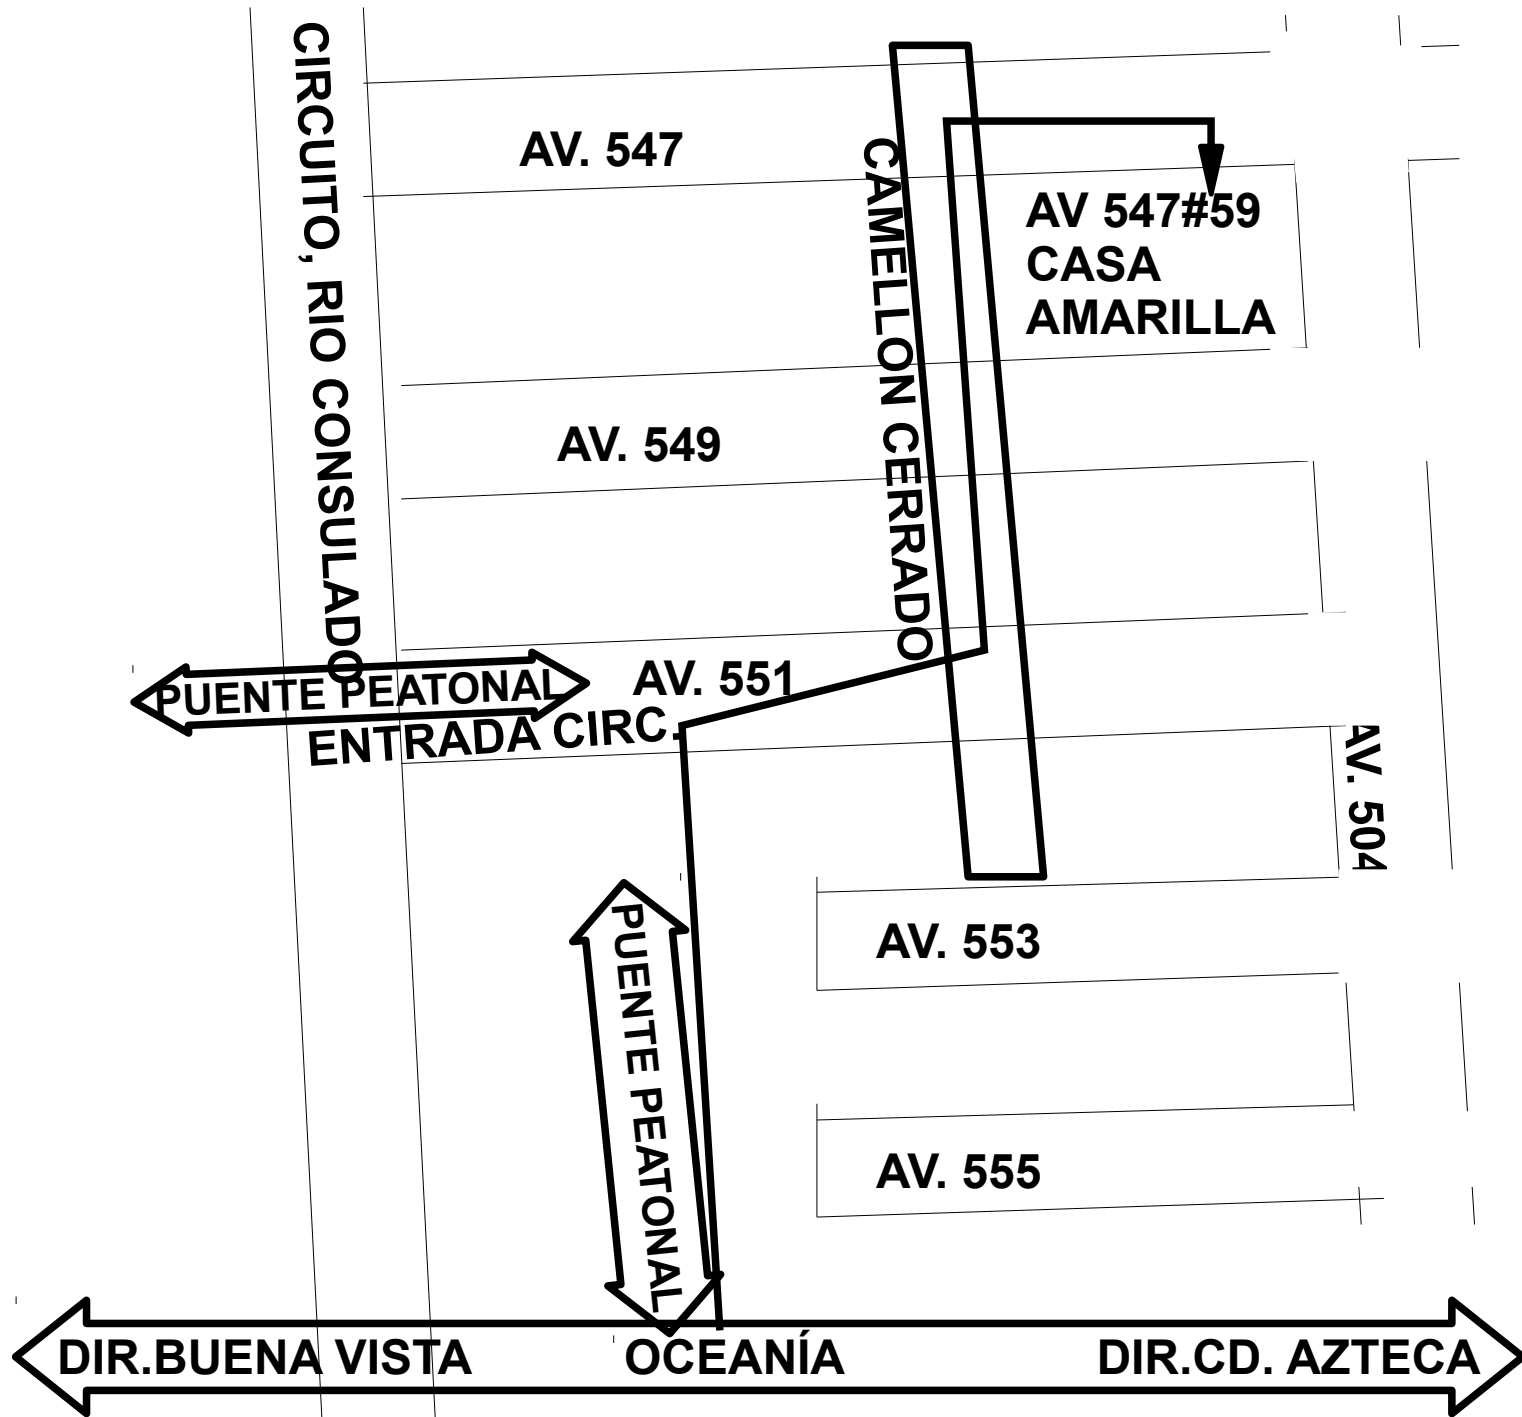 CIRCUITO, RIO CONSULADO
AV. 547
CAMELLON CERRADO
AV 547#59
CASA
AMARILLA
AV. 549
AV. 551
PUENTE PEATONAL
ENTRADA CIRC.
AV. 504
PUENTE PEATONAL
AV. 553
AV. 555
DIR.BUENA VISTA OCEANÍA DIR.CD. AZTECA